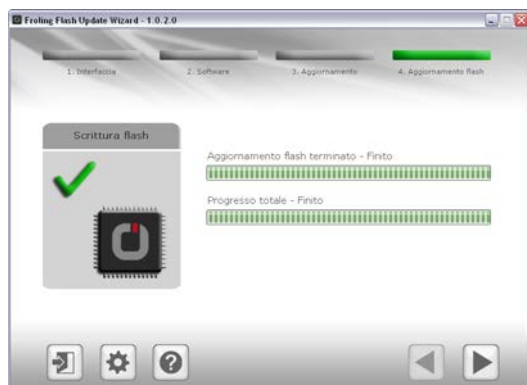 Froling Flash Update Wizard - 1.0.2.0
1. Interfaccia
2. Software
3. Aggiornamento
4. Aggiornamento flash
Scrittura flash
Aggiornamento flash terminato - Finito
Progresso totale - Finito